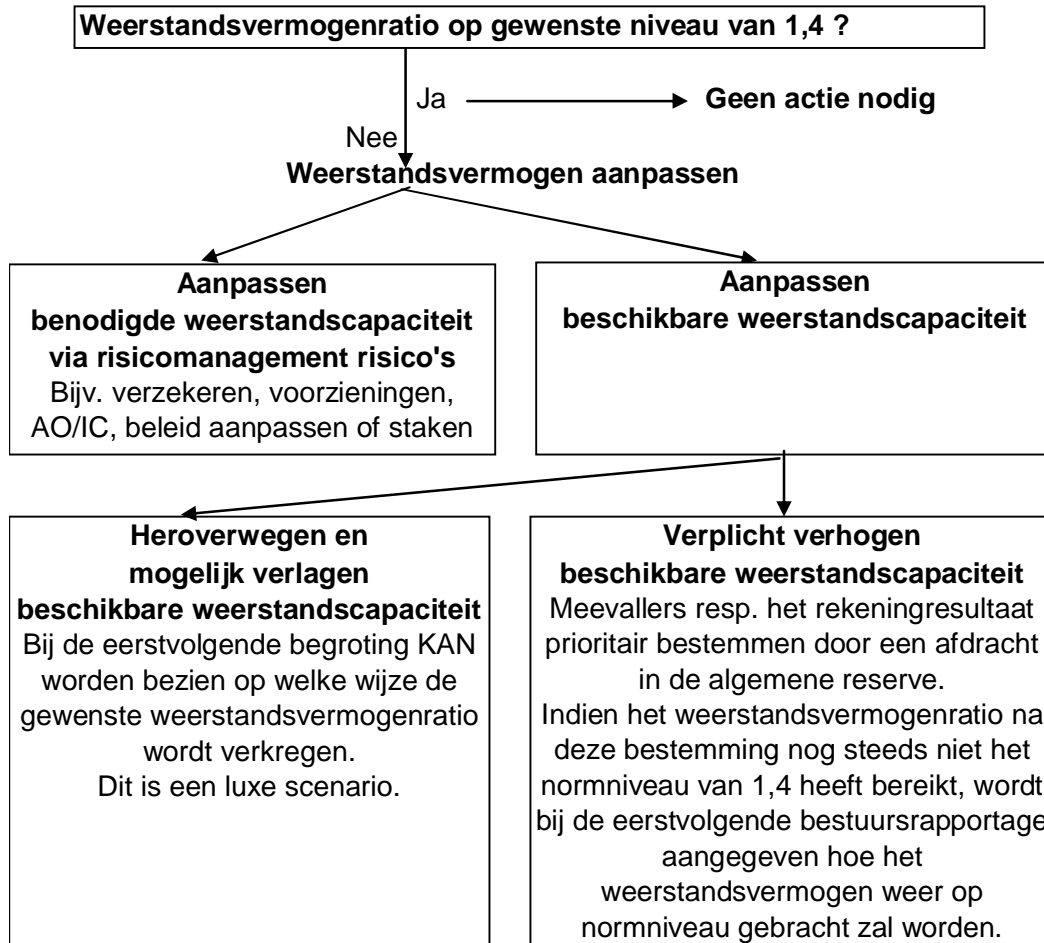 Weerstandsvermogenratio op gewenste niveau van 1,4 ?
Ja
Geen actie nodig
Nee
Weerstandsvermogen aanpassen
Aanpassen
benodigde weerstandscapaciteit
via risicomanagement risico's
Bijv. verzekeren, voorzieningen,
AO/IC, beleid aanpassen of staken
Aanpassen
beschikbare weerstandscapaciteit
Heroverwegen en
mogelijk verlagen
beschikbare weerstandscapaciteit
Bij de eerstvolgende begroting KAN
worden bezien op welke wijze de
gewenste weerstandsvermogenratio
wordt verkregen.
Dit is een luxe scenario.
Verplicht verhogen
beschikbare weerstandscapaciteit
Meevallers resp. het rekeningresultaat
prioritair bestemmen door een afdracht
in de algemene reserve.
Indien het weerstandsvermogenratio na
deze bestemming nog steeds niet het
normniveau van 1,4 heeft bereikt, wordt
bij de eerstvolgende bestuursrapportage
aangegeven hoe het
weerstandsvermogen weer op
normniveau gebracht zal worden.